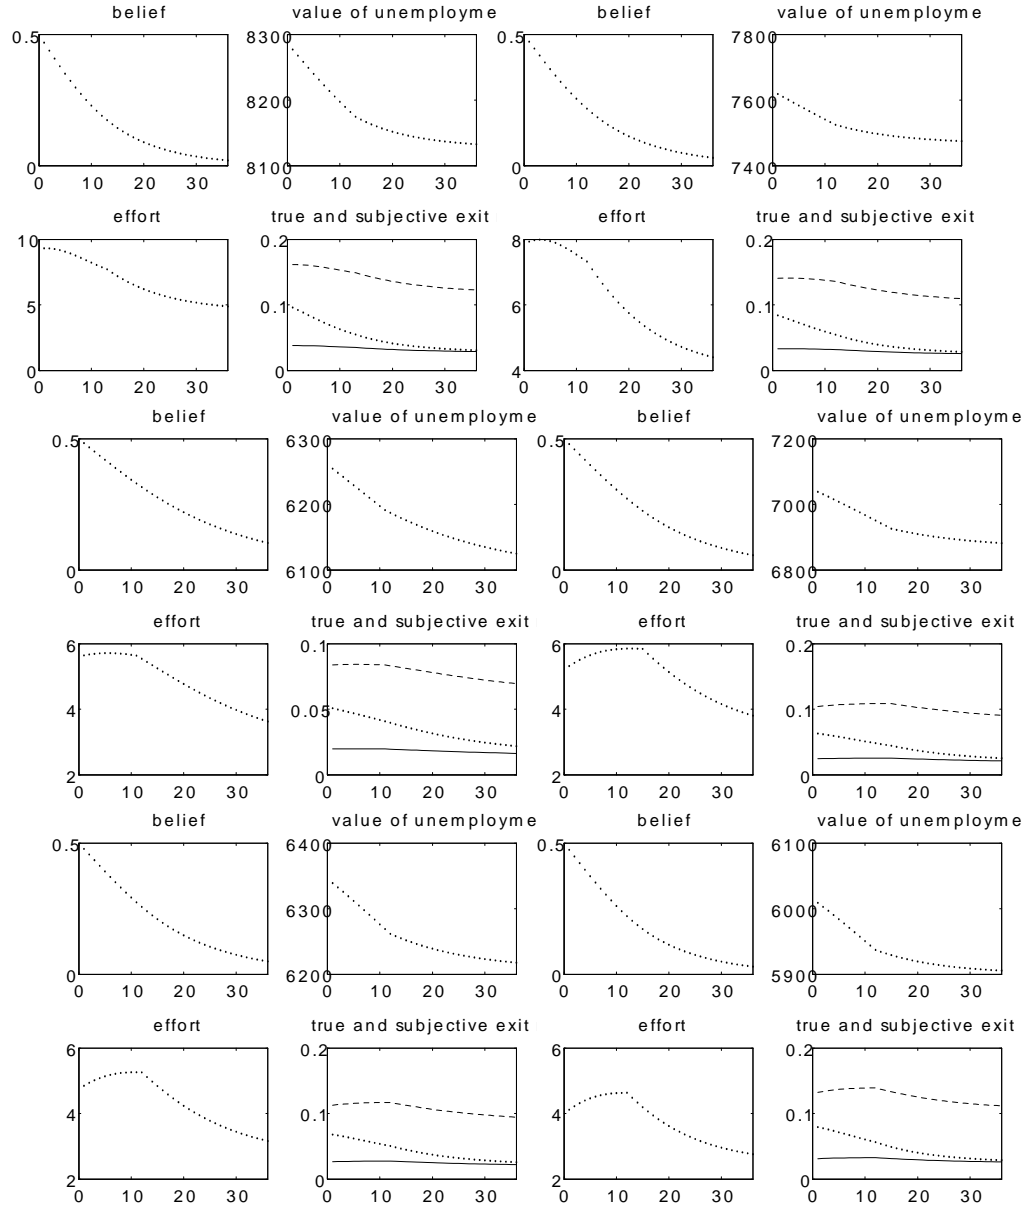 belief value of unemployme belief value of unemployme
0.5 8300 0.5 7800
8200 7600
0 8100 0 7400
0 10 20 30 0 10 20 30 0 10 20 30 0 10 20 30
effort true and subjective exit effort true and subjective exit
10 0.2 8 0.2
5 0.1 6 0.1
0 0 4 0
0 10 20 30 0 10 20 30 0 10 20 30 0 10 20 30
belief value of unemployme belief value of unemployme
0.5 6300 0.5 7200
6200 7000
0 6100 0 6800
0 10 20 30 0 10 20 30 0 10 20 30 0 10 20 30
effort true and subjective exit effort true and subjective exit
6 0.1 6 0.2
4 0.05 4 0.1
2 0 2 0
0 10 20 30 0 10 20 30 0 10 20 30 0 10 20 30
belief value of unemployme belief value of unemployme
0.5 6400 0.5 6100
6300 6000
0 6200 0 5900
0 10 20 30 0 10 20 30 0 10 20 30 0 10 20 30
effort true and subjective exit effort true and subjective exit
6 0.2 6 0.2
4 0.1 4 0.1
2 0 2 0
0 10 20 30 0 10 20 30 0 10 20 30 0 10 20 30